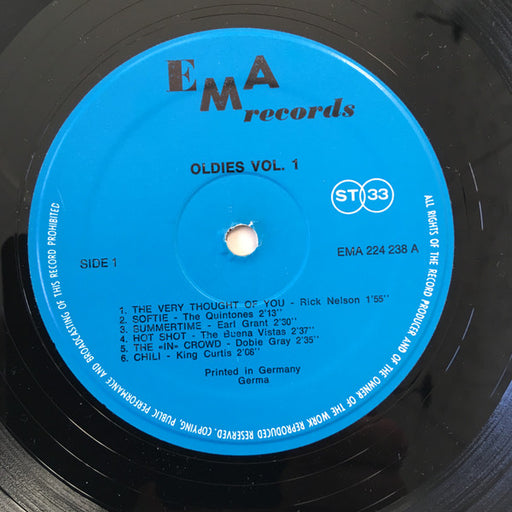 EMA
records
OLDIES VOL. 1
ST 33
SIDE 1
EMA 224 238 A
1. THE VERY THOUGHT OF YOU - Rick Nelson 1'55"
2. SOFTIE - The Quintones 2'13"
3. SUMMERTIME - Earl Grant 2'30"
4. HOT SHOT - The Buena Vistas 2'37"
5. THE «IN» CROWD - Dobie Gray 2'35"
6. CHILI - King Curtis 2'06"
Printed in Germany
Germa
ALL RIGHTS OF THE RECORD PRODUCER AND OF THE OWNER OF THE WORK REPRODUCED RESERVED. COPYING, PUBLIC PERFORMANCE AND BROADCASTING OF THIS RECORD PROHIBITED